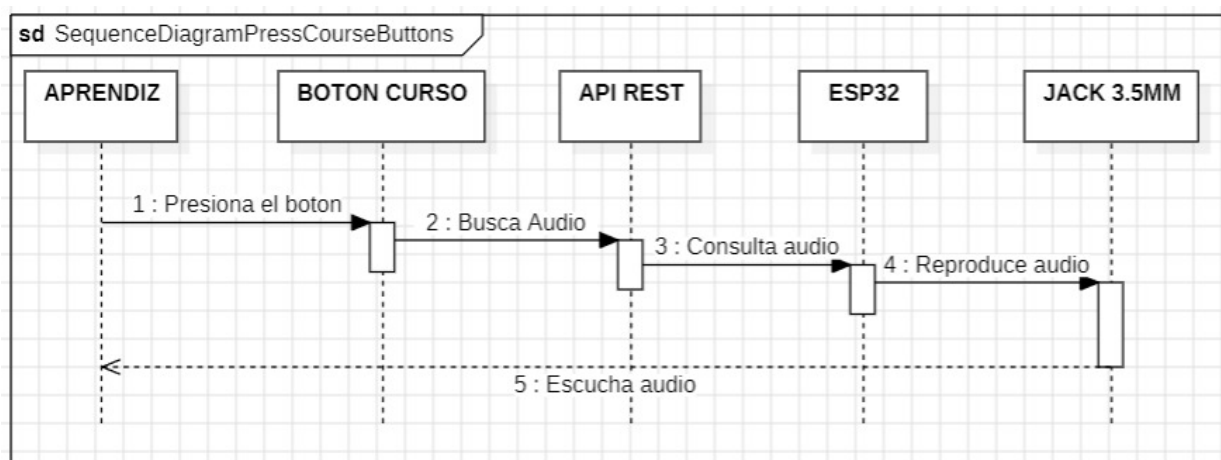 sd SequenceDiagramPressCourseButtons
APRENDIZ
BOTON CURSO
API REST
ESP32
JACK 3.5MM
1 : Presiona el boton
2 : Busca Audio
3 : Consulta audio
4 : Reproduce audio
5 : Escucha audio